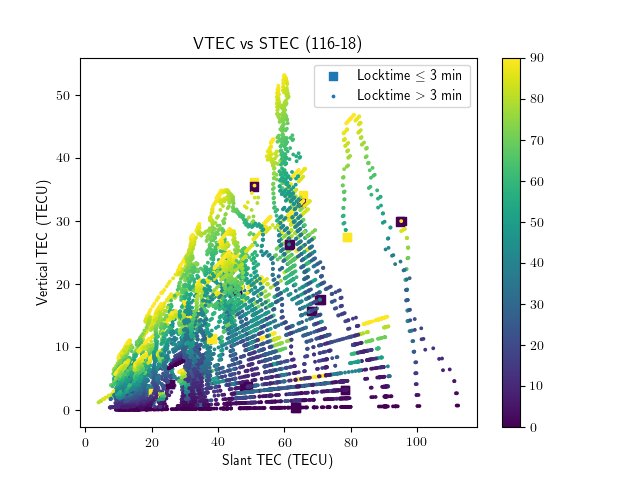 VTEC vs STEC (116-18)
Locktime ≤ 3 min
Locktime > 3 min
Vertical TEC (TECU)
50
40
30
20
10
0
0 20 40 60 80 100
Slant TEC (TECU)
90
80
70
60
50
40
30
20
10
0